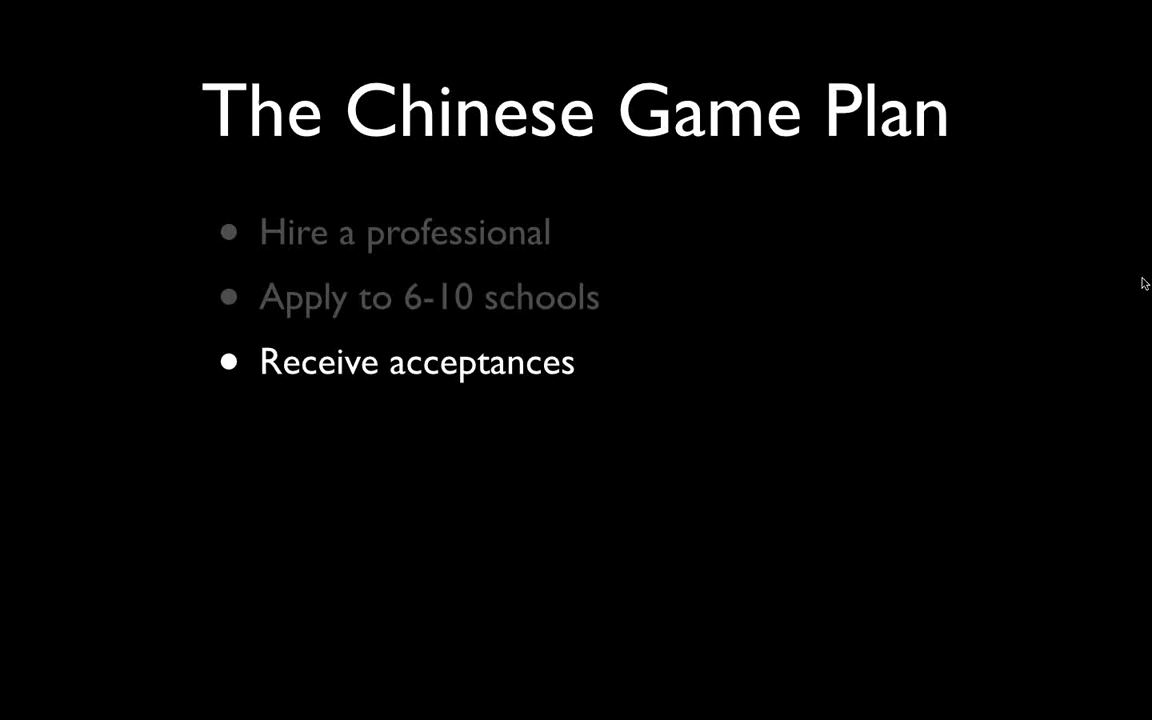 The Chinese Game Plan
• Hire a professional
• Apply to 6-10 schools
• Receive acceptances